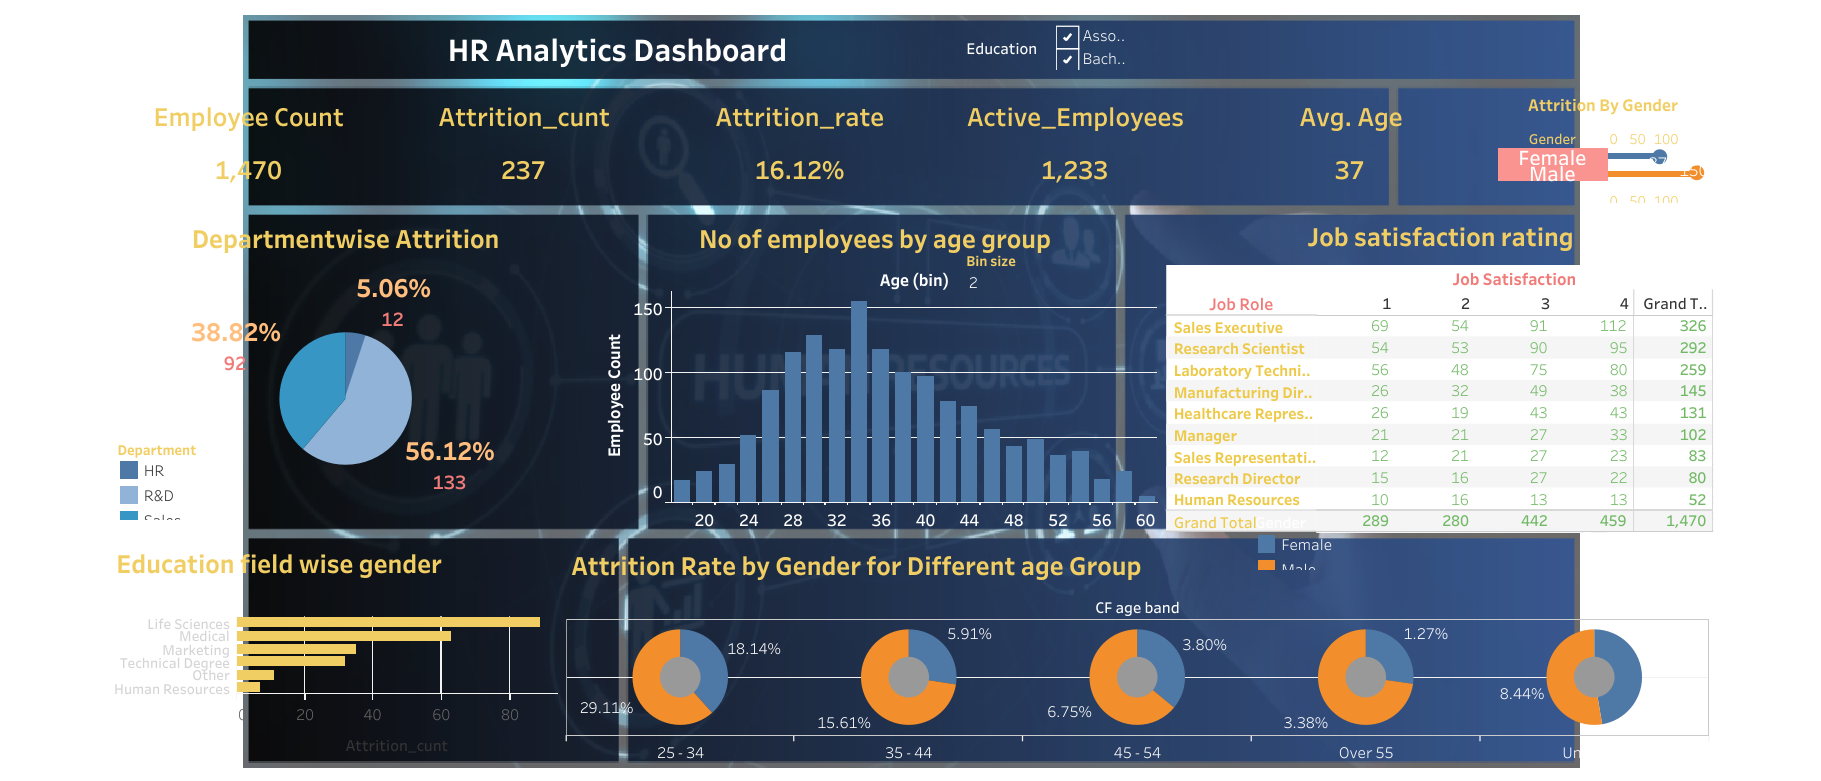 HR Analytics Dashboard
Education
Asso..
Bach..
Employee Count
Attrition_cunt
Attrition_rate
Active_Employees
Avg. Age
1,470
237
16.12%
1,233
37
Attrition By Gender
Gender 0 50 100
Female
Male
0 50 100
Departmentwise Attrition
5.06%
12
38.82%
92
56.12%
133
Department
HR
R&D
Sales
No of employees by age group
Bin size
Age (bin) 2
Employee Count
150
100
50
0
20 24 28 32 36 40 44 48 52 56 60
HUMAN RESOURCES
Job satisfaction rating
Job Satisfaction
Job Role 1 2 3 4 Grand T..
Sales Executive 69 54 91 112 326
Research Scientist 54 53 90 95 292
Laboratory Techni.. 56 48 75 80 259
Manufacturing Dir.. 26 32 49 38 145
Healthcare Repres.. 26 19 43 43 131
Manager 21 21 27 33 102
Sales Representati.. 12 21 27 23 83
Research Director 15 16 27 22 80
Human Resources 10 16 13 13 52
Grand Total 289 280 442 459 1,470
Gender
Female
Male
Education field wise gender
Life Sciences
Medical
Marketing
Technical Degree
Other
Human Resources
0 20 40 60 80
Attrition_cunt
Attrition Rate by Gender for Different age Group
CF age band
18.14%
29.11%
5.91%
15.61%
3.80%
6.75%
1.27%
3.38%
8.44%
25 - 34
35 - 44
45 - 54
Over 55
Un